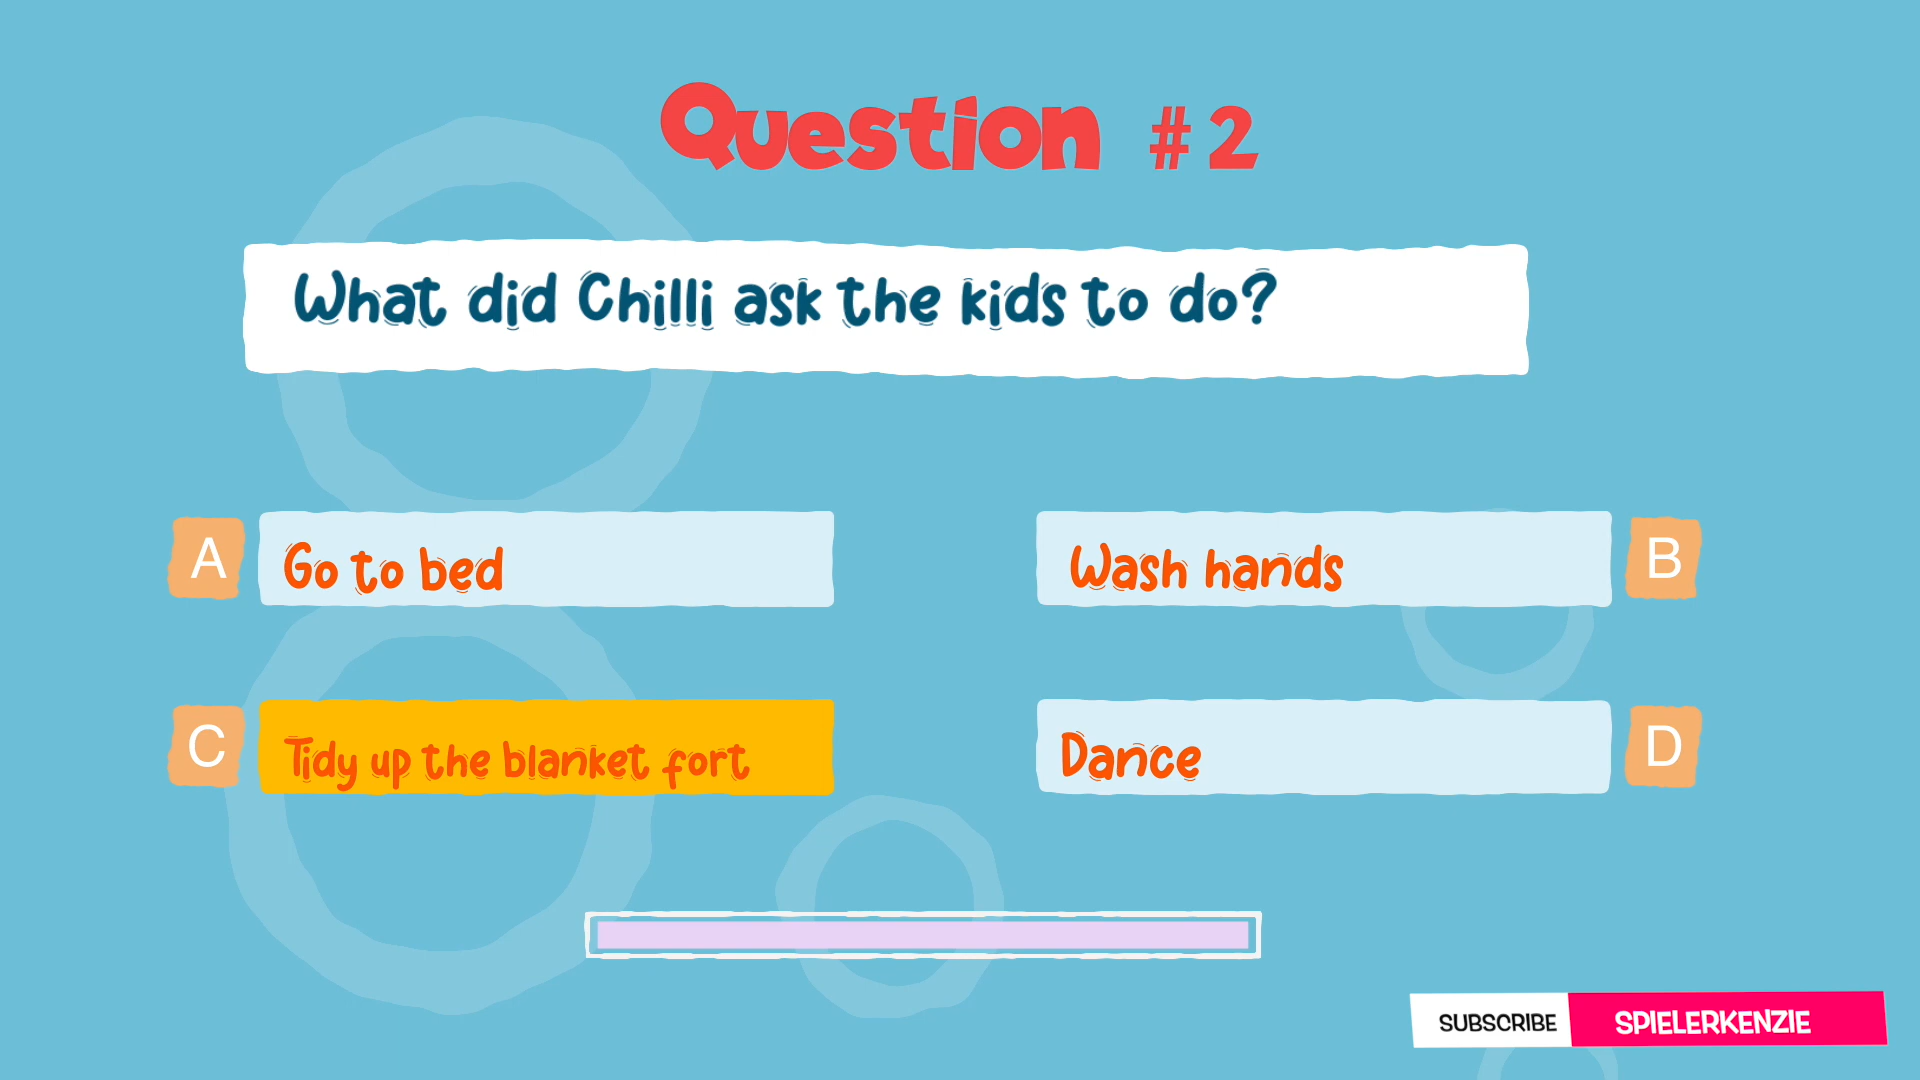 Question #2
What did Chilli ask the kids to do?
A Go to bed
Wash hands B
C Tidy up the blanket fort
Dance D
SUBSCRIBE SPIELERKENZIE